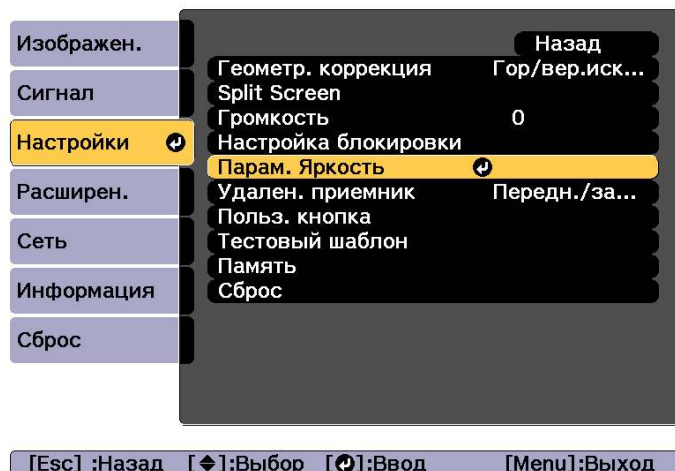 Изображен.
Сигнал
Настройки
Расширен.
Сеть
Информация
Сброс
Назад
Геометр. коррекция Гор/вер.иск...
Split Screen
Громкость 0
Настройка блокировки
Парам. Яркость
Удален. приемник Передн./за...
Польз. кнопка
Тестовый шаблон
Память
Сброс
[Esc] :Назад [◆]:Выбор [⏎]:Ввод [Menu]:Выход